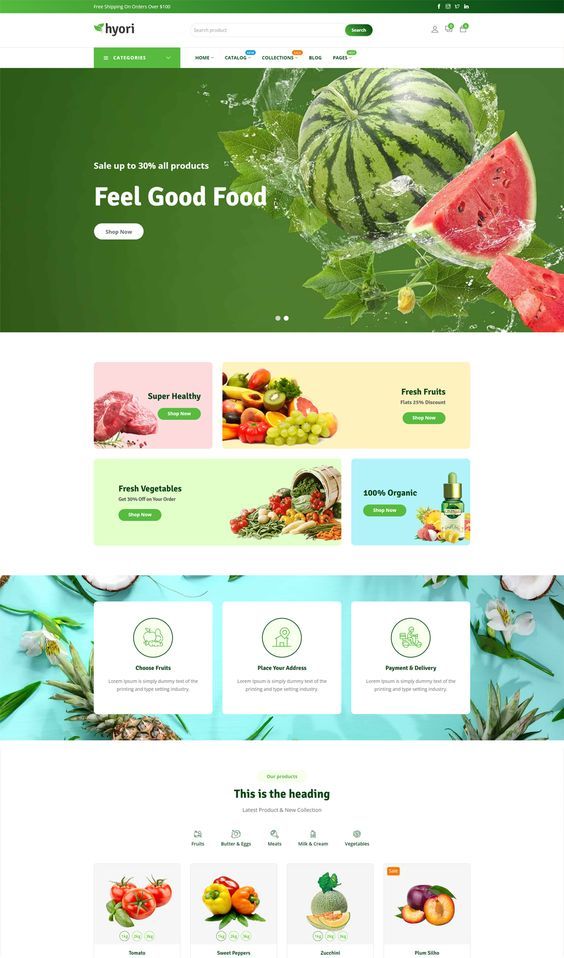 Free Shipping On Orders Over $100
hyori
Search product
Search
0
0
CATEGORIES
HOME
CATALOG
COLLECTIONS
BLOG
PAGES
Sale up to 30% all products
Feel Good Food
Shop Now
Super Healthy
Shop Now
Fresh Fruits
Flats 25% Discount
Shop Now
Fresh Vegetables
Get 30% Off on Your Order
Shop Now
100% Organic
Shop Now
Choose Fruits
Lorem Ipsum is simply dummy text of the
printing and type setting industry.
Place Your Address
Lorem Ipsum is simply dummy text of the
printing and type setting industry.
Payment & Delivery
Lorem Ipsum is simply dummy text of the
printing and type setting industry.
Our products
This is the heading
Latest Product & New Collection
Fruits
Butter & Eggs
Meats
Milk & Cream
Vegetables
Sale
1kg 2kg 3kg
1kg 2kg 3kg
1kg 2kg 3kg
Tomato
Sweet Peppers
Zucchini
Plum Silho